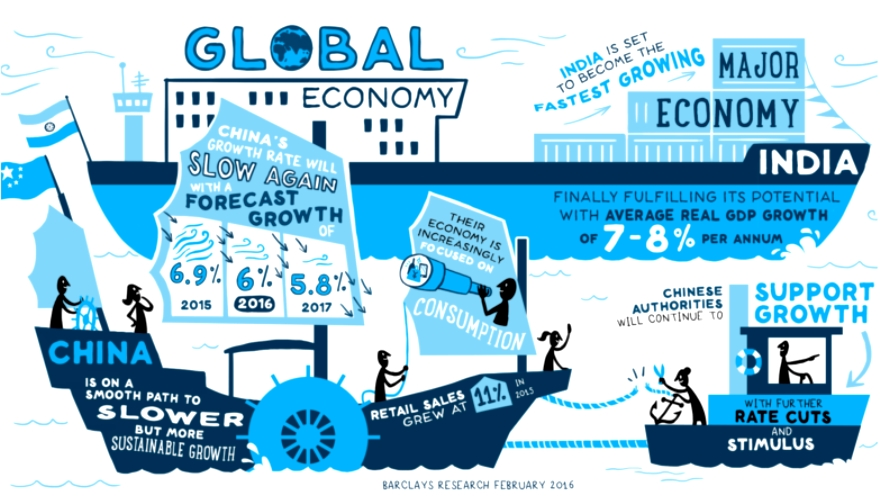 GLOBAL
ECONOMY
INDIA IS SET
TO BECOME THE
FASTEST GROWING
MAJOR
ECONOMY
INDIA
FINALLY FULFILLING ITS POTENTIAL
WITH AVERAGE REAL GDP GROWTH
OF 7-8% PER ANNUM
CHINA'S
GROWTH RATE WILL
SLOW AGAIN
WITH A
FORECAST
GROWTH
OF
6.9% 6% 5.8%
2015 2016 2017
THEIR
ECONOMY IS
INCREASINGLY
FOCUSED ON
CONSUMPTION
CHINESE
AUTHORITIES
WILL CONTINUE TO
SUPPORT
GROWTH
WITH FURTHER
RATE CUTS
AND
STIMULUS
CHINA
IS ON A
SMOOTH PATH TO
SLOWER
BUT MORE
SUSTAINABLE GROWTH
RETAIL SALES
GREW AT 11% IN
2015
BARCLAYS RESEARCH FEBRUARY 2016